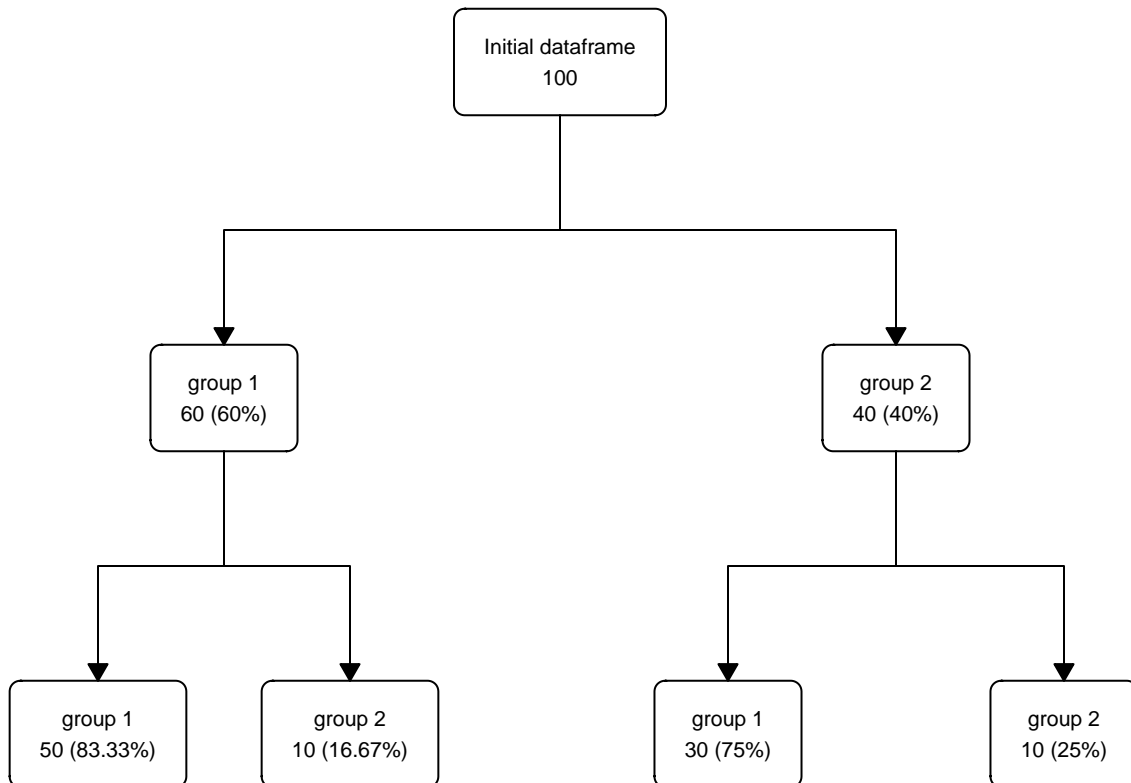 Initial dataframe
100
group 1
60 (60%)
group 2
40 (40%)
group 1
50 (83.33%)
group 2
10 (16.67%)
group 1
30 (75%)
group 2
10 (25%)